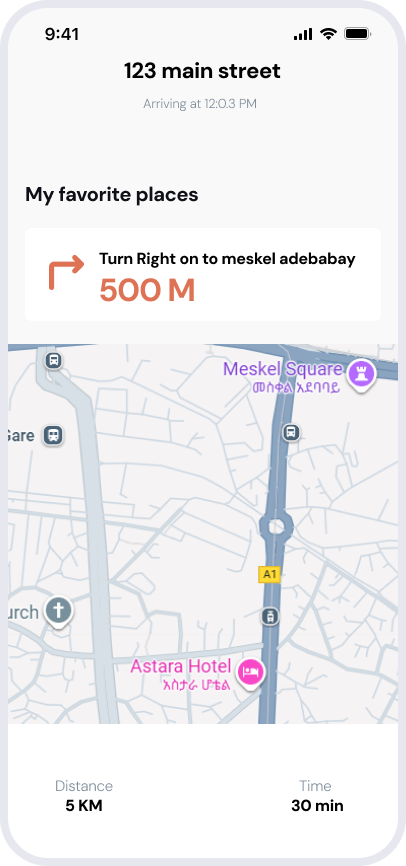 9:41
123 main street
Arriving at 12:0.3 PM
My favorite places
Turn Right on to meskel adebabay
500 M
Meskel Square
መስቀል አደባባይ
Gare
A1
urch
Astara Hotel
አስታራ ሆቴል
Distance
Time
5 KM
30 min